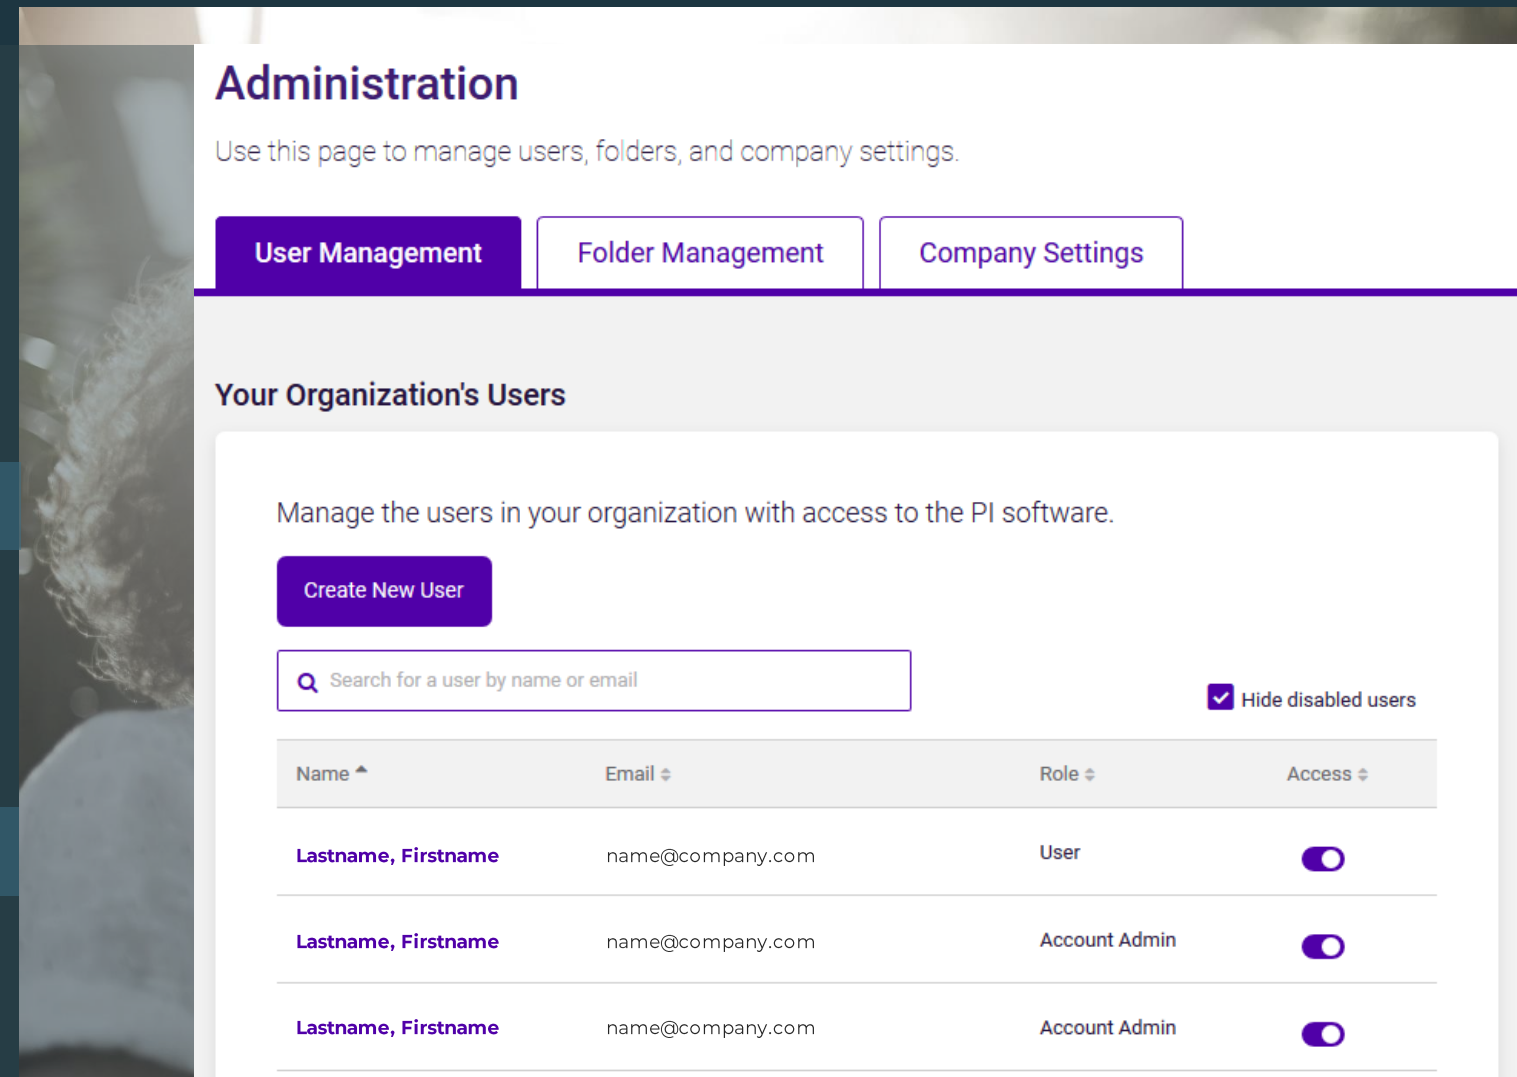 Administration
Use this page to manage users, folders, and company settings.
User Management Folder Management Company Settings
Your Organization's Users
Manage the users in your organization with access to the PI software.
Create New User
Search for a user by name or email
Hide disabled users
Name Email Role Access
Lastname, Firstname name@company.com User
Lastname, Firstname name@company.com Account Admin
Lastname, Firstname name@company.com Account Admin